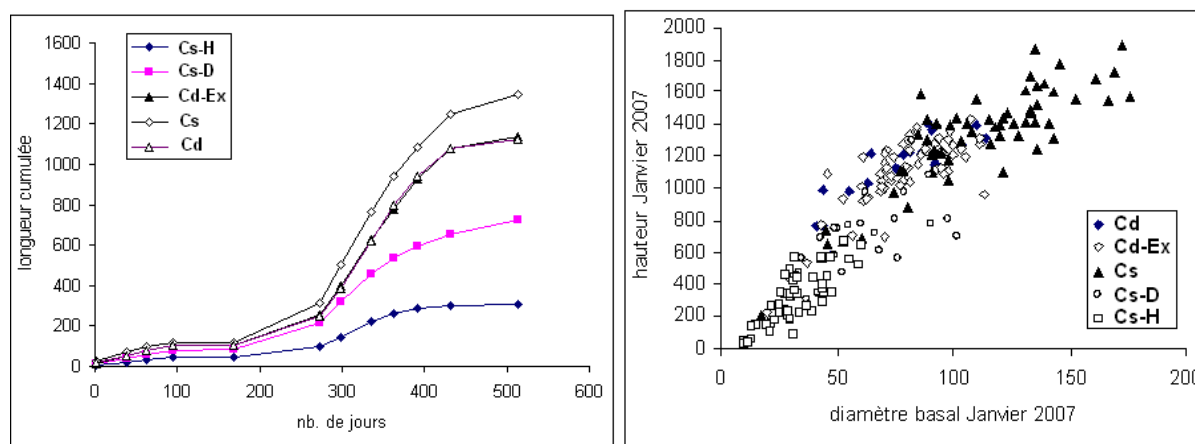 1600
1400
1200
1000
800
600
400
200
0
longueur cumulée
Cs-H
Cs-D
Cd-Ex
Cs
Cd
0 100 200 300 400 500 600
nb. de jours
2000
1800
1600
1400
1200
1000
800
600
400
200
0
hauteur Janvier 2007
Cd
Cd-Ex
Cs
Cs-D
Cs-H
0 50 100 150 200
diamètre basal Janvier 2007